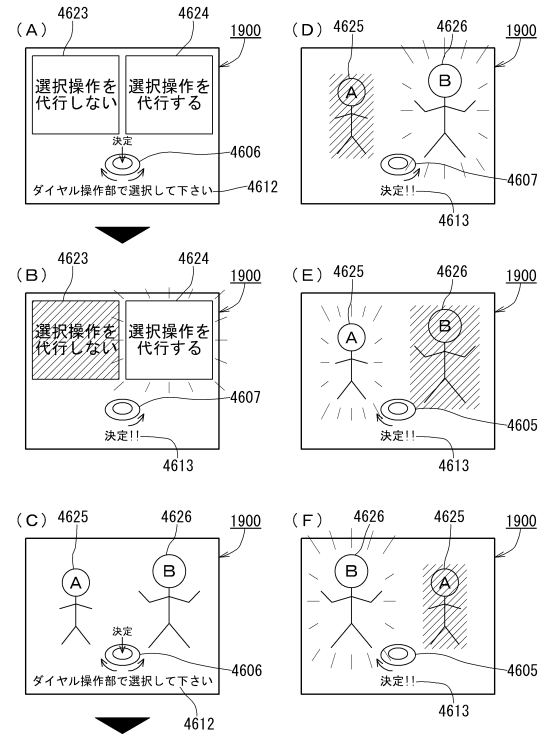 (A)
4623
4624
1900
選択操作を
代行しない
選択操作を
代行する
決定
4606
ダイヤル操作部で選択して下さい
4612
(B)
4623
4624
1900
選択操作を
代行しない
選択操作を
代行する
4607
決定!!
4613
(C)
4625
4626
1900
A
B
決定
4606
ダイヤル操作部で選択して下さい
4612
(D)
4625
4626
1900
A
B
4607
決定!!
4613
(E)
4625
4626
1900
A
B
4605
決定!!
4613
(F)
4626
4625
1900
B
A
4605
決定!!
4613